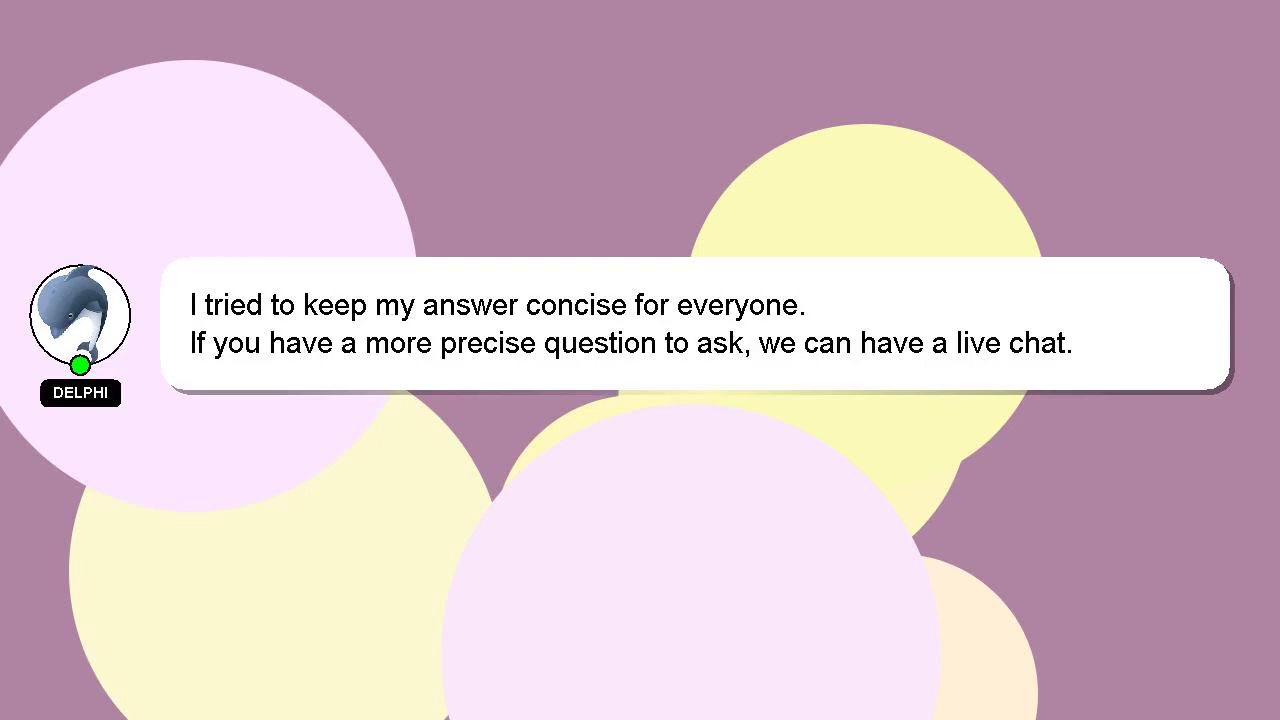 I tried to keep my answer concise for everyone.
If you have a more precise question to ask, we can have a live chat.
DELPHI